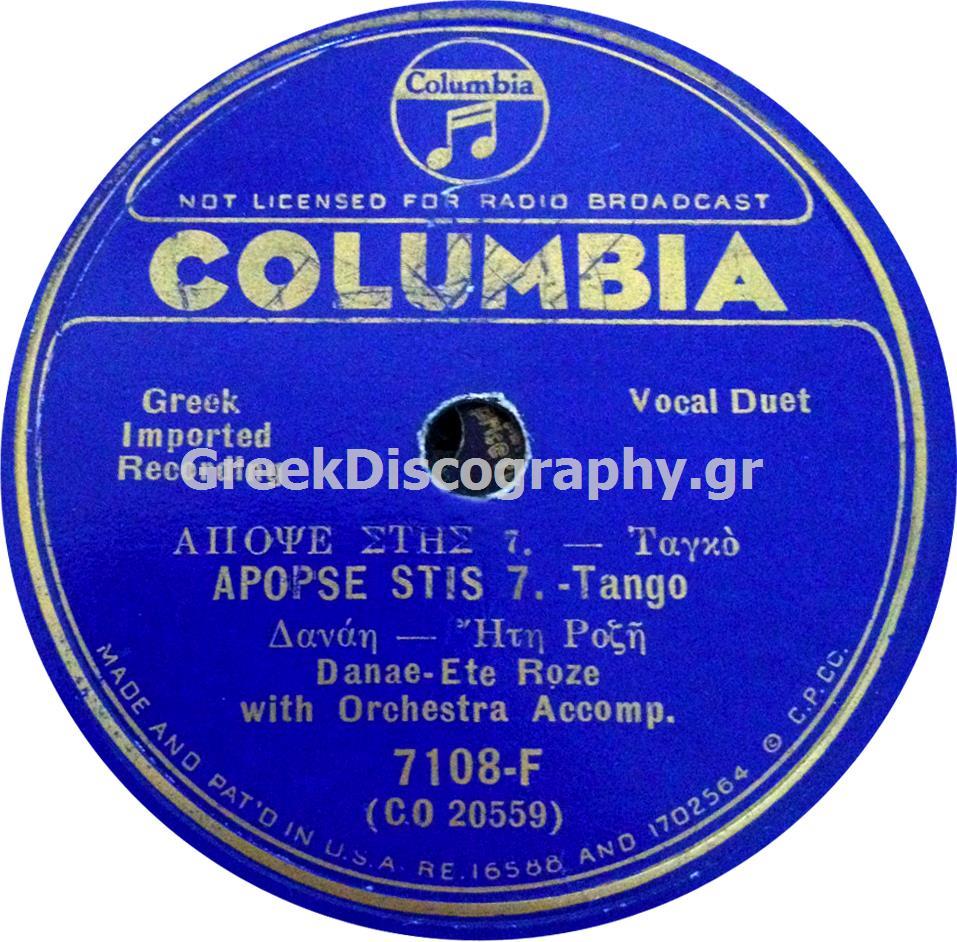 Columbia
NOT LICENSED FOR RADIO BROADCAST
COLUMBIA
Greek
Imported
Recording
Vocal Duet
GreekDiscography.gr
ΑΠΟΨΕ ΣΤΗΣ 7. — Ταγκὸ
APOPSE STIS 7. -Tango
Δανάη — Ἤτη Ροζῆ
Danae-Ete Roze
with Orchestra Accomp.
7108-F
(CO 20559)
MADE AND PAT'D IN U.S.A. RE.16588 AND 1702564 © C.P.CC.